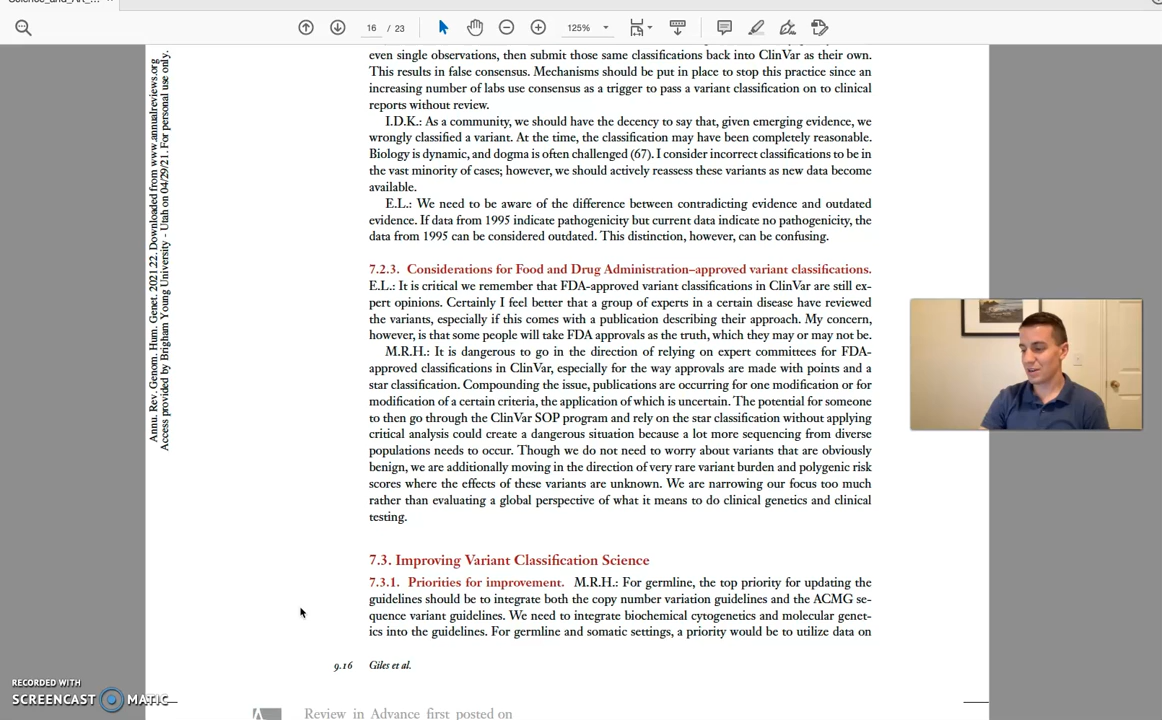 16 / 23
125%
even single observations, then submit those same classifications back into ClinVar as their own.
This results in false consensus. Mechanisms should be put in place to stop this practice since an
increasing number of labs use consensus as a trigger to pass a variant classification on to clinical
reports without review.
I.D.K.: As a community, we should have the decency to say that, given emerging evidence, we
wrongly classified a variant. At the time, the classification may have been completely reasonable.
Biology is dynamic, and dogma is often challenged (67). I consider incorrect classifications to be in
the vast minority of cases; however, we should actively reassess these variants as new data become
available.
E.L.: We need to be aware of the difference between contradicting evidence and outdated
evidence. If data from 1995 indicate pathogenicity but current data indicate no pathogenicity, the
data from 1995 can be considered outdated. This distinction, however, can be confusing.
7.2.3. Considerations for Food and Drug Administration–approved variant classifications.
E.L.: It is critical we remember that FDA-approved variant classifications in ClinVar are still ex-
pert opinions. Certainly I feel better that a group of experts in a certain disease have reviewed
the variants, especially if this comes with a publication describing their approach. My concern,
however, is that some people will take FDA approvals as the truth, which they may or may not be.
M.R.H.: It is dangerous to go in the direction of relying on expert committees for FDA-
approved classifications in ClinVar, especially for the way approvals are made with points and a
star classification. Compounding the issue, publications are occurring for one modification or for
modification of a certain criteria, the application of which is uncertain. The potential for someone
to then go through the ClinVar SOP program and rely on the star classification without applying
critical analysis could create a dangerous situation because a lot more sequencing from diverse
populations needs to occur. Though we do not need to worry about variants that are obviously
benign, we are additionally moving in the direction of very rare variant burden and polygenic risk
scores where the effects of these variants are unknown. We are narrowing our focus too much
rather than evaluating a global perspective of what it means to do clinical genetics and clinical
testing.
7.3. Improving Variant Classification Science
7.3.1. Priorities for improvement. M.R.H.: For germline, the top priority for updating the
guidelines should be to integrate both the copy number variation guidelines and the ACMG se-
quence variant guidelines. We need to integrate biochemical cytogenetics and molecular genet-
ics into the guidelines. For germline and somatic settings, a priority would be to utilize data on
9.16 Giles et al.
Review in Advance first posted on
Annu. Rev. Genom. Hum. Genet. 2021.22. Downloaded from www.annualreviews.org
Access provided by Brigham Young University - Utah on 04/29/21. For personal use only.
RECORDED WITH
SCREENCAST MATIC